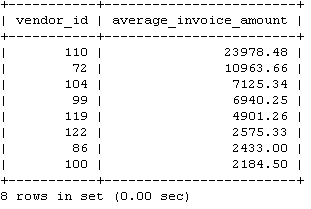 +-----------+------------------------+
| vendor_id | average_invoice_amount |
+-----------+------------------------+
| 110 | 23978.48 |
| 72 | 10963.66 |
| 104 | 7125.34 |
| 99 | 6940.25 |
| 119 | 4901.26 |
| 122 | 2575.33 |
| 86 | 2433.00 |
| 100 | 2184.50 |
+-----------+------------------------+
8 rows in set (0.00 sec)